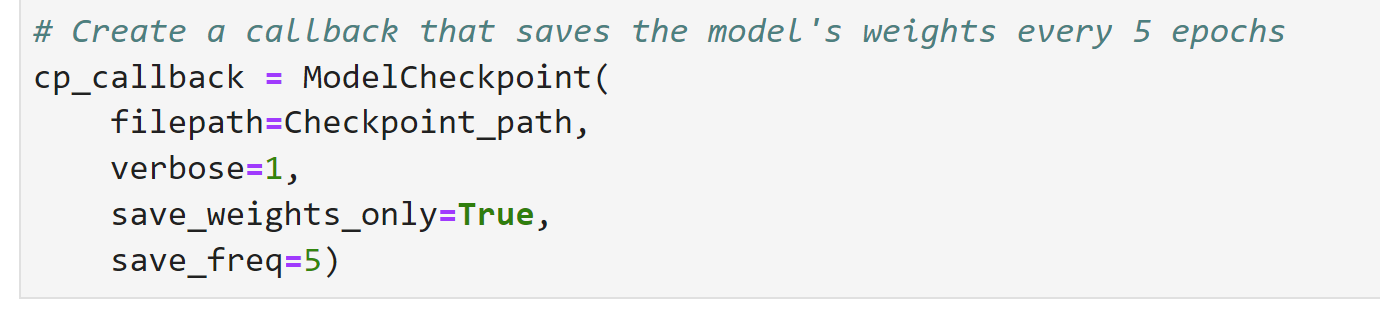 # Create a callback that saves the model's weights every 5 epochs
cp_callback = ModelCheckpoint(
    filepath=Checkpoint_path,
    verbose=1,
    save_weights_only=True,
    save_freq=5)